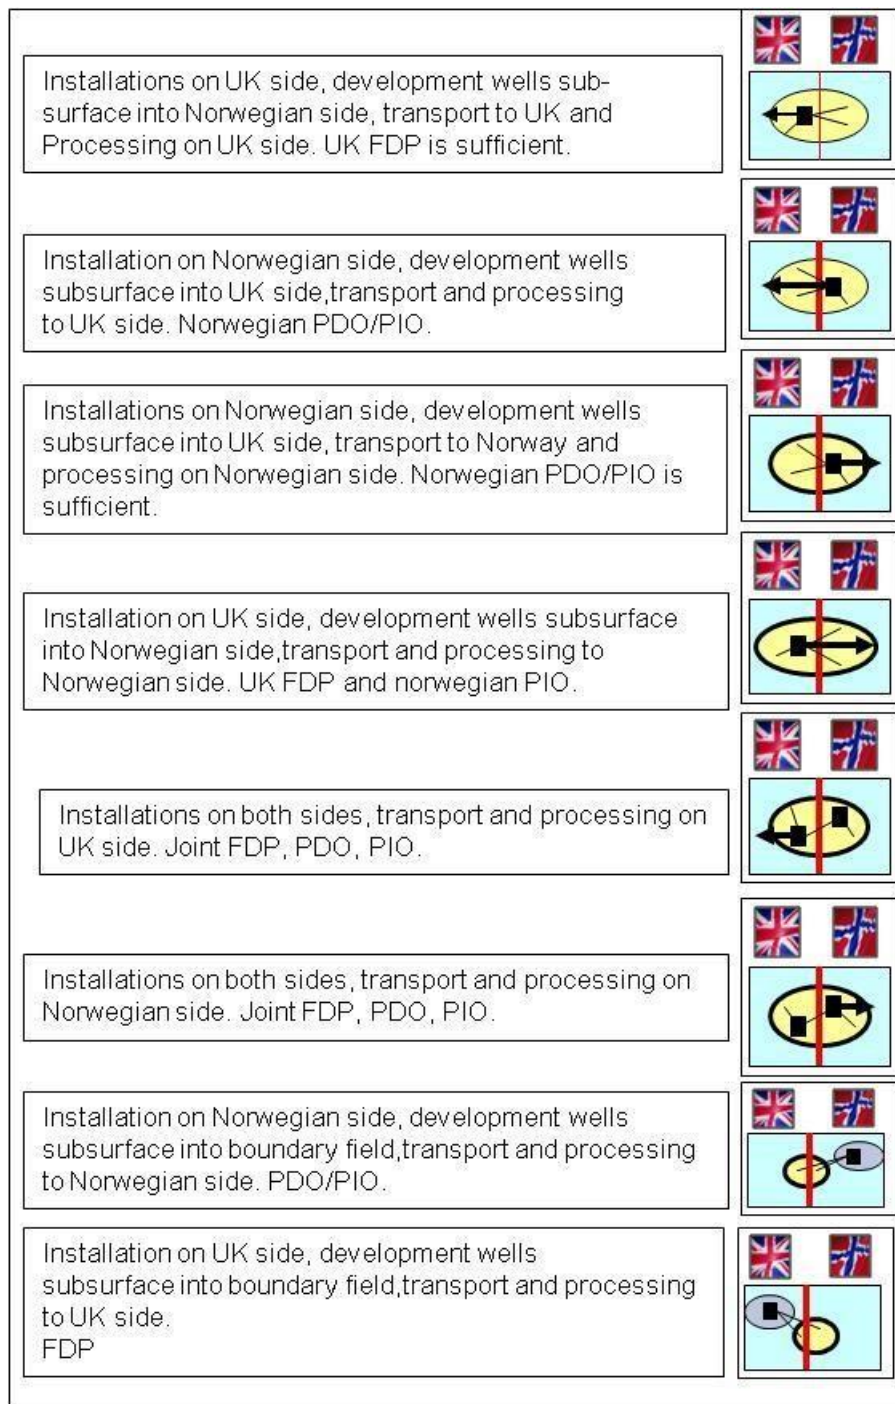 Installations on UK side, development wells sub-
surface into Norwegian side, transport to UK and
Processing on UK side. UK FDP is sufficient.
Installation on Norwegian side, development wells
subsurface into UK side,transport and processing
to UK side. Norwegian PDO/PIO.
Installations on Norwegian side, development wells
subsurface into UK side, transport to Norway and
processing on Norwegian side. Norwegian PDO/PIO is
sufficient.
Installation on UK side, development wells subsurface
into Norwegian side,transport and processing to
Norwegian side. UK FDP and norwegian PIO.
Installations on both sides, transport and processing on
UK side. Joint FDP, PDO, PIO.
Installations on both sides, transport and processing on
Norwegian side. Joint FDP, PDO, PIO.
Installation on Norwegian side, development wells
subsurface into boundary field,transport and processing
to Norwegian side. PDO/PIO.
Installation on UK side, development wells
subsurface into boundary field,transport and processing
to UK side.
FDP